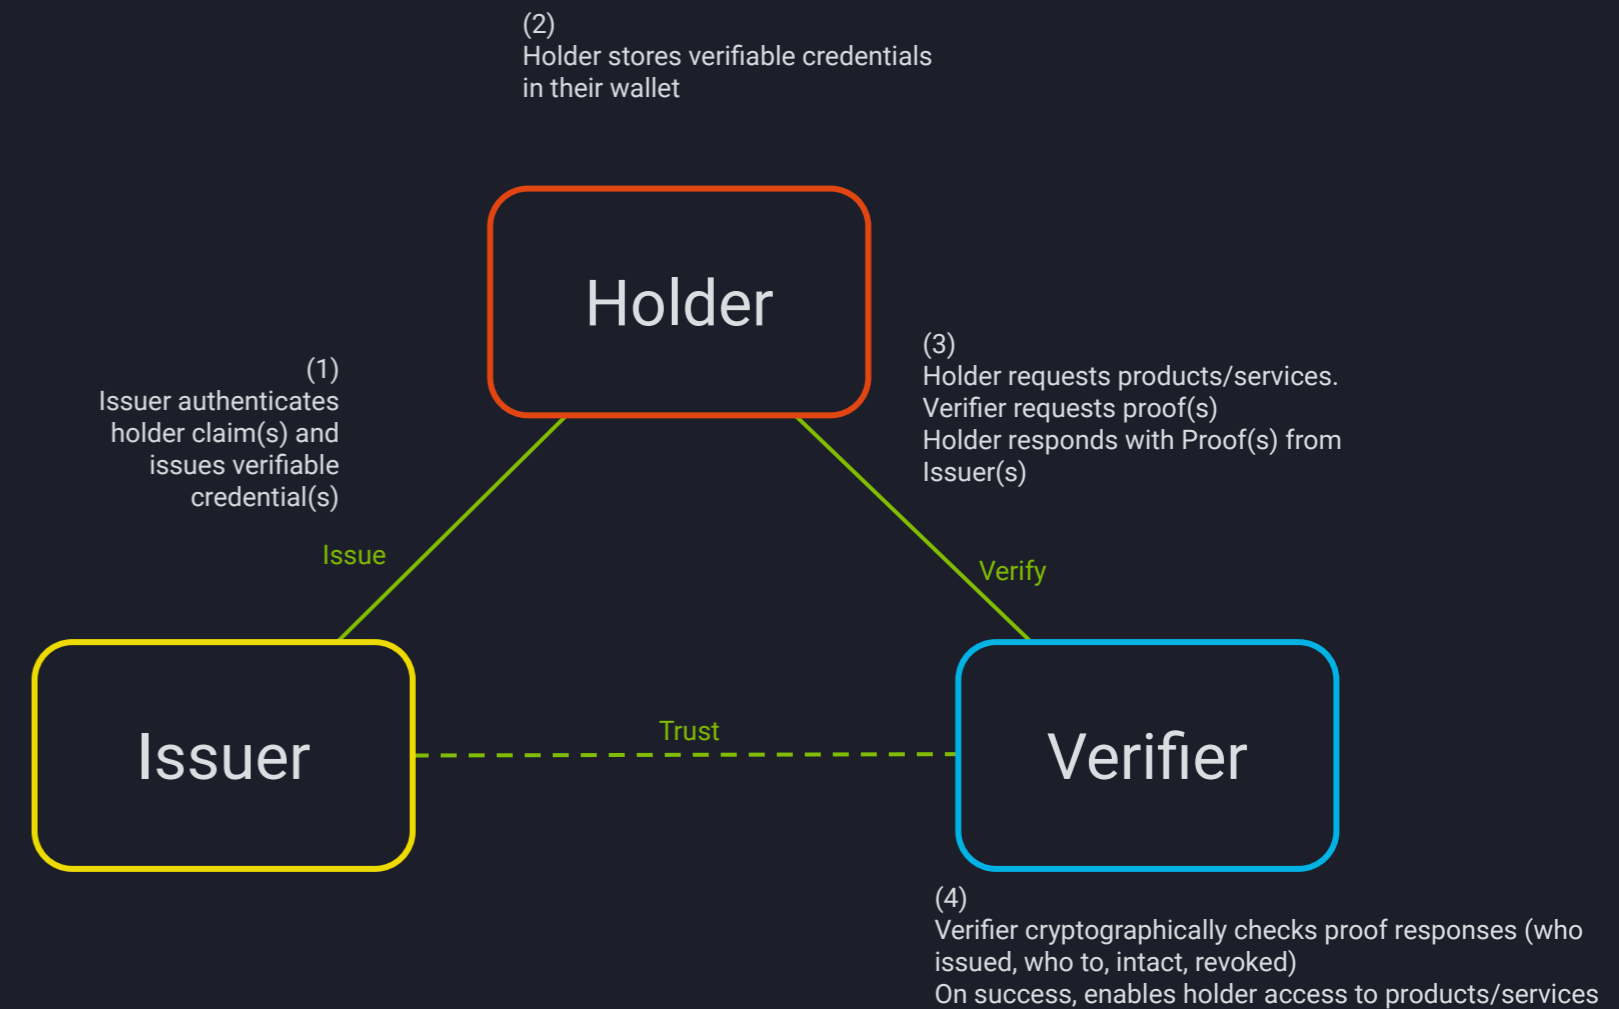 (2)
Holder stores verifiable credentials
in their wallet
Holder
(1)
Issuer authenticates
holder claim(s) and
issues verifiable
credential(s)
(3)
Holder requests products/services.
Verifier requests proof(s)
Holder responds with Proof(s) from
Issuer(s)
Issue
Verify
Issuer
Trust
Verifier
(4)
Verifier cryptographically checks proof responses (who
issued, who to, intact, revoked)
On success, enables holder access to products/services